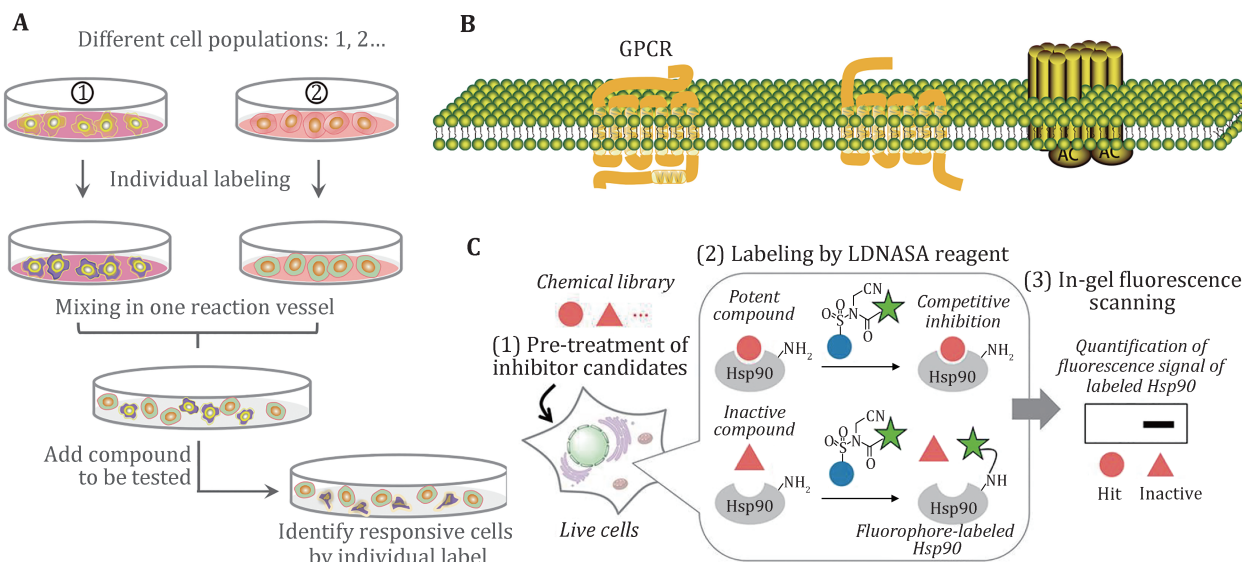 A
Different cell populations: 1, 2...
1
2
Individual labeling
Mixing in one reaction vessel
Add compound
to be tested
Identify responsive cells
by individual label
B
GPCR
AC
AC
C
Chemical library
...
(1) Pre-treatment of
inhibitor candidates
Live cells
(2) Labeling by LDNASA reagent
Potent
compound
Hsp90
NH2
CN
O
O
S
N
O
Competitive
inhibition
Hsp90
NH2
Inactive
compound
Hsp90
NH2
CN
O
O
S
N
O
Hsp90
NH
Fluorophore-labeled
Hsp90
(3) In-gel fluorescence
scanning
Quantification of
fluorescence signal of
labeled Hsp90
Hit Inactive